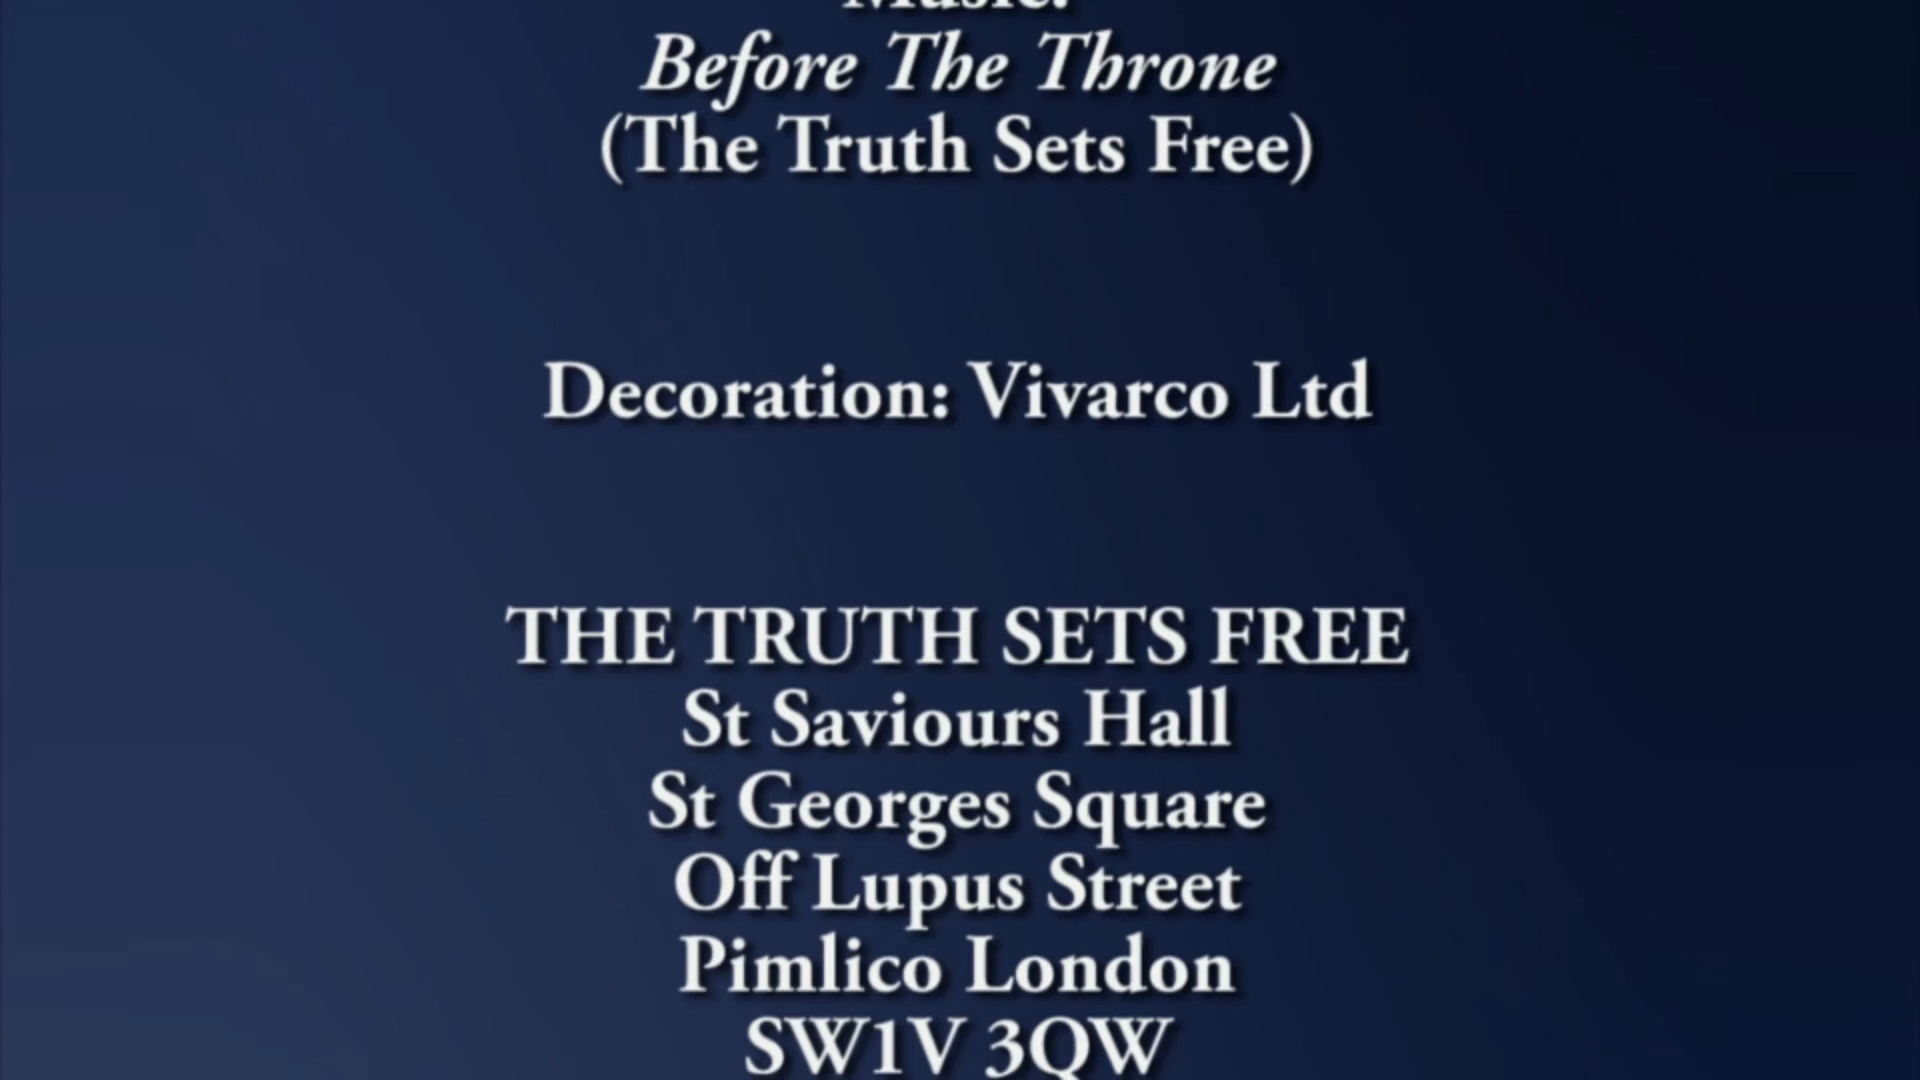 Music:
Before The Throne
(The Truth Sets Free)
Decoration: Vivarco Ltd
THE TRUTH SETS FREE
St Saviours Hall
St Georges Square
Off Lupus Street
Pimlico London
SW1V 3QW